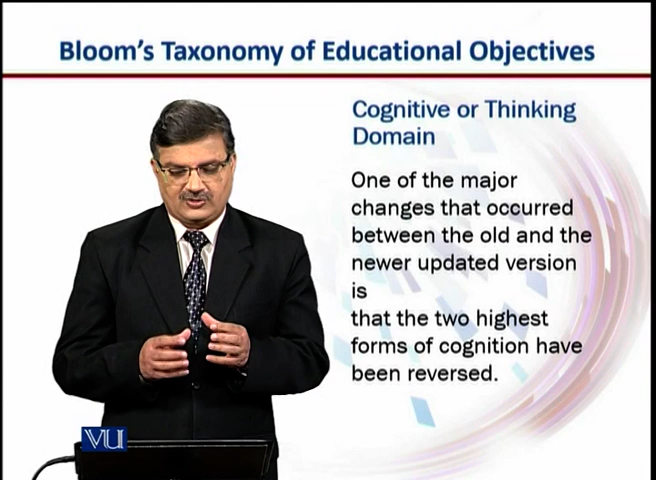 Bloom's Taxonomy of Educational Objectives
Cognitive or Thinking
Domain
One of the major
changes that occurred
between the old and the
newer updated version
is
that the two highest
forms of cognition have
been reversed.
VU